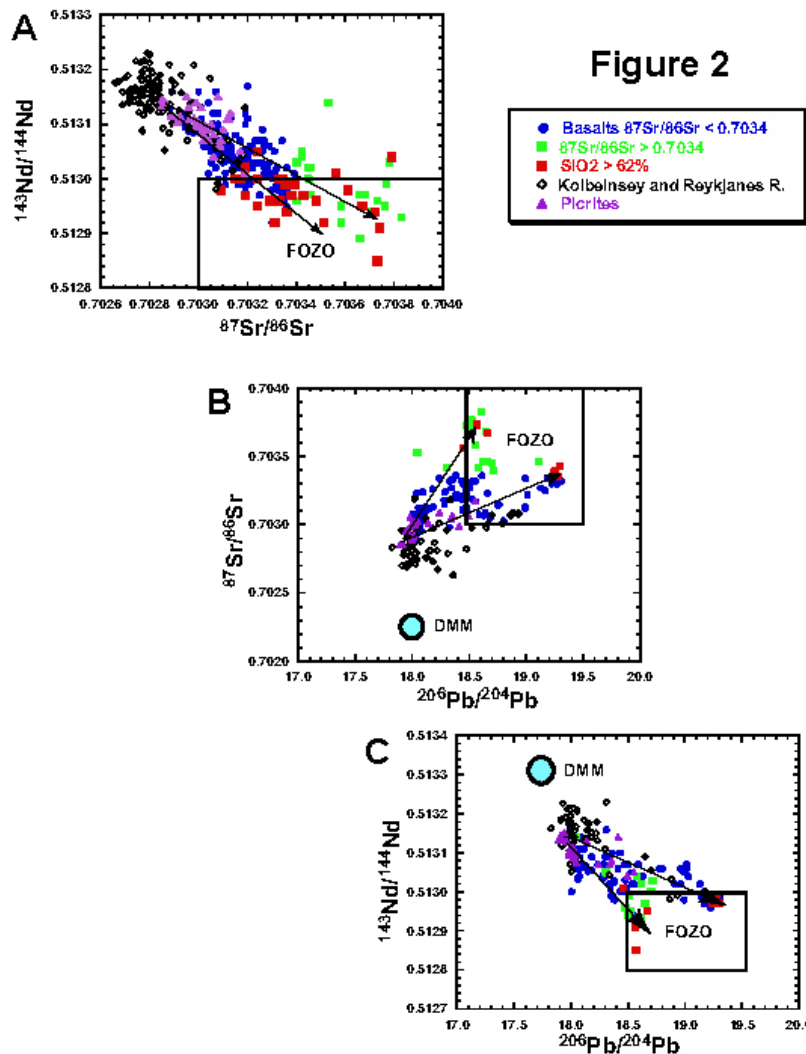 A
Figure 2
0.5133
0.5132
0.5131
0.5130
0.5129
0.5128
143Nd/144Nd
FOZO
0.7026 0.7028 0.7030 0.7032 0.7034 0.7036 0.7038 0.7040
87Sr/86Sr
Basalts 87Sr/86Sr < 0.7034
87Sr/86Sr > 0.7034
SIO2 > 62%
Kolbeinsey and Reykjanes R.
Picrites
B
0.7040
0.7035
0.7030
0.7025
0.7020
87Sr/86Sr
FOZO
DMM
17.0 17.5 18.0 18.5 19.0 19.5 20.0
206Pb/204Pb
C
0.5134
0.5133
0.5132
0.5131
0.5130
0.5129
0.5128
0.5127
143Nd/144Nd
DMM
FOZO
17.0 17.5 18.0 18.5 19.0 19.5 20.0
206Pb/204Pb